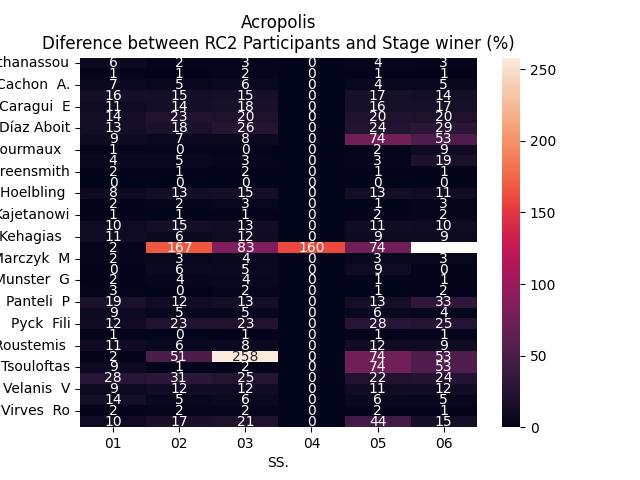 Acropolis
Diference between RC2 Participants and Stage winer (%)
thanassou 6 2 3 0 4 3
1 1 2 0 1 1
Cachon A. 7 5 6 0 4 5
16 15 15 0 17 14
Caragui E 11 14 18 0 16 17
14 23 20 0 20 20
Díaz Aboit 13 18 26 0 24 29
9 7 8 0 74 53
ourmaux 1 0 0 0 2 9
4 5 3 0 3 19
reensmith 2 1 2 0 1 1
0 0 0 0 0 0
Hoelbling 8 13 15 0 13 11
2 2 3 0 1 3
Kajetanowi 1 1 1 0 2 2
10 15 13 0 11 10
Kehagias 11 6 12 0 9 9
2 167 83 160 74
Marczyk M 2 3 4 0 3 3
0 6 5 0 9 0
Munster G 2 4 4 0 1 1
3 0 2 0 1 2
Panteli P 19 12 13 0 13 33
9 5 5 0 6 4
Pyck Fili 12 23 23 0 28 25
1 0 1 0 1 1
Roustemis 11 6 8 0 12 9
2 51 258 0 74 53
Tsouloftas 9 1 2 0 74 53
28 31 25 0 22 24
Velanis V 9 12 12 0 11 12
14 5 6 0 6 5
Virves Ro 2 2 2 0 2 1
10 17 21 0 44 15
01 02 03 04 05 06
SS.
250
200
150
100
50
0